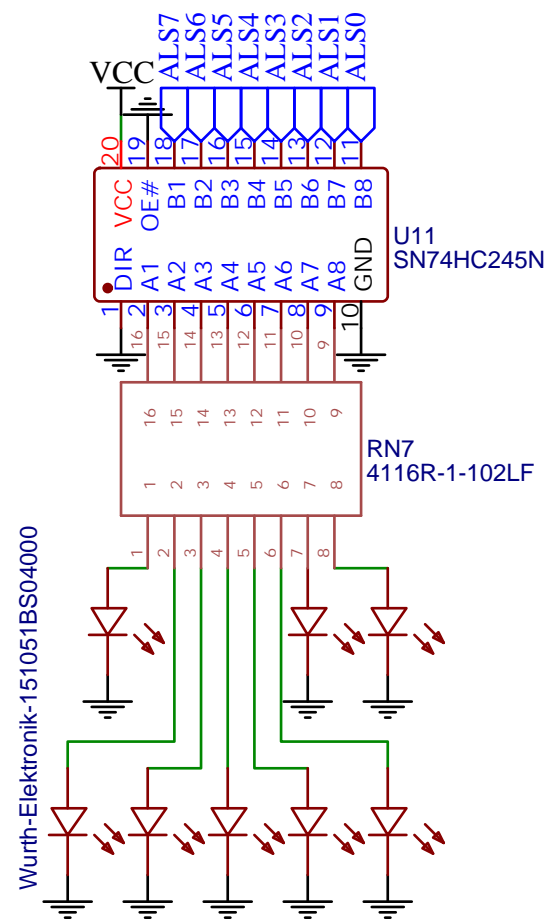 ALS7 ALS6 ALS5 ALS4 ALS3 ALS2 ALS1 ALS0
VCC
20 19 18 17 16 15 14 13 12 11
VCC OE# B1 B2 B3 B4 B5 B6 B7 B8
U11
SN74HC245N
DIR A1 A2 A3 A4 A5 A6 A7 A8 GND
1 2 3 4 5 6 7 8 9 10
16 15 14 13 12 11 10 9
16 15 14 13 12 11 10 9
RN7
4116R-1-102LF
1 2 3 4 5 6 7 8
1 2 3 4 5 6 7 8
Wurth-Elektronik-151051BS04000